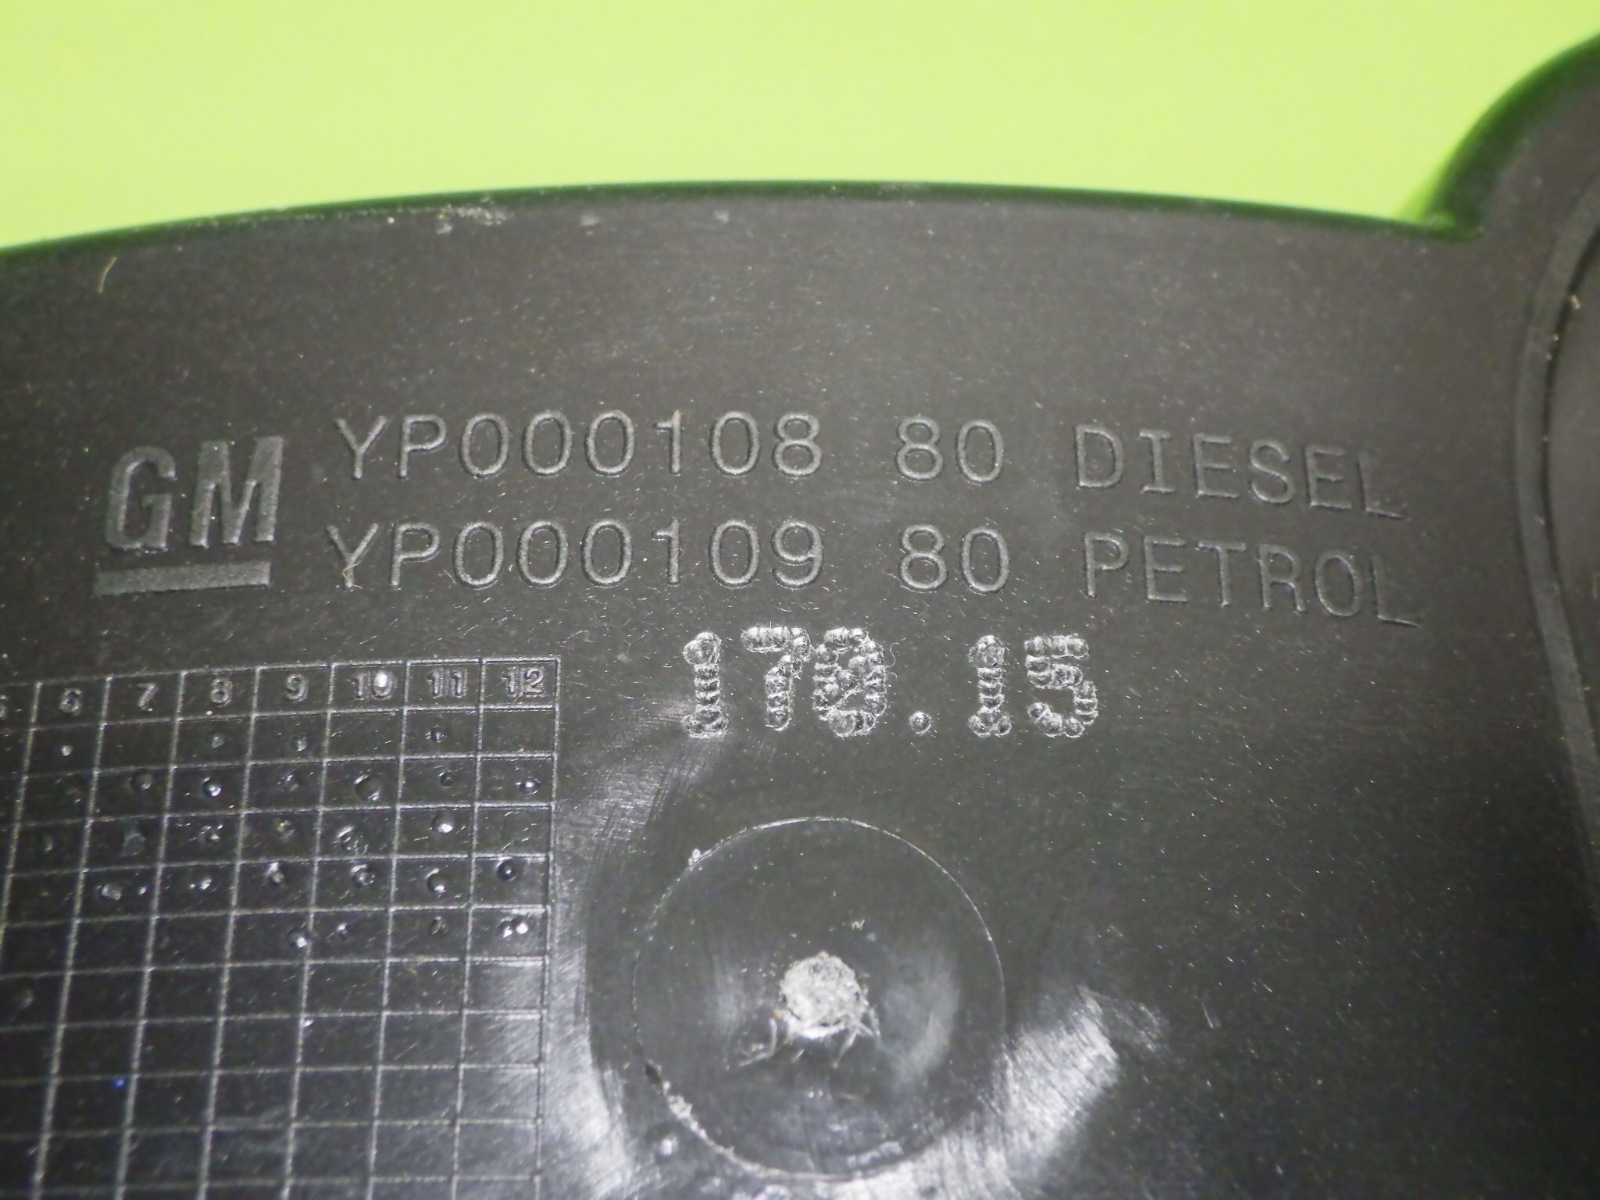 GM
YP000108 80 DIESEL
YP000109 80 PETROL
170.15
6 7 8 9 10 11 12